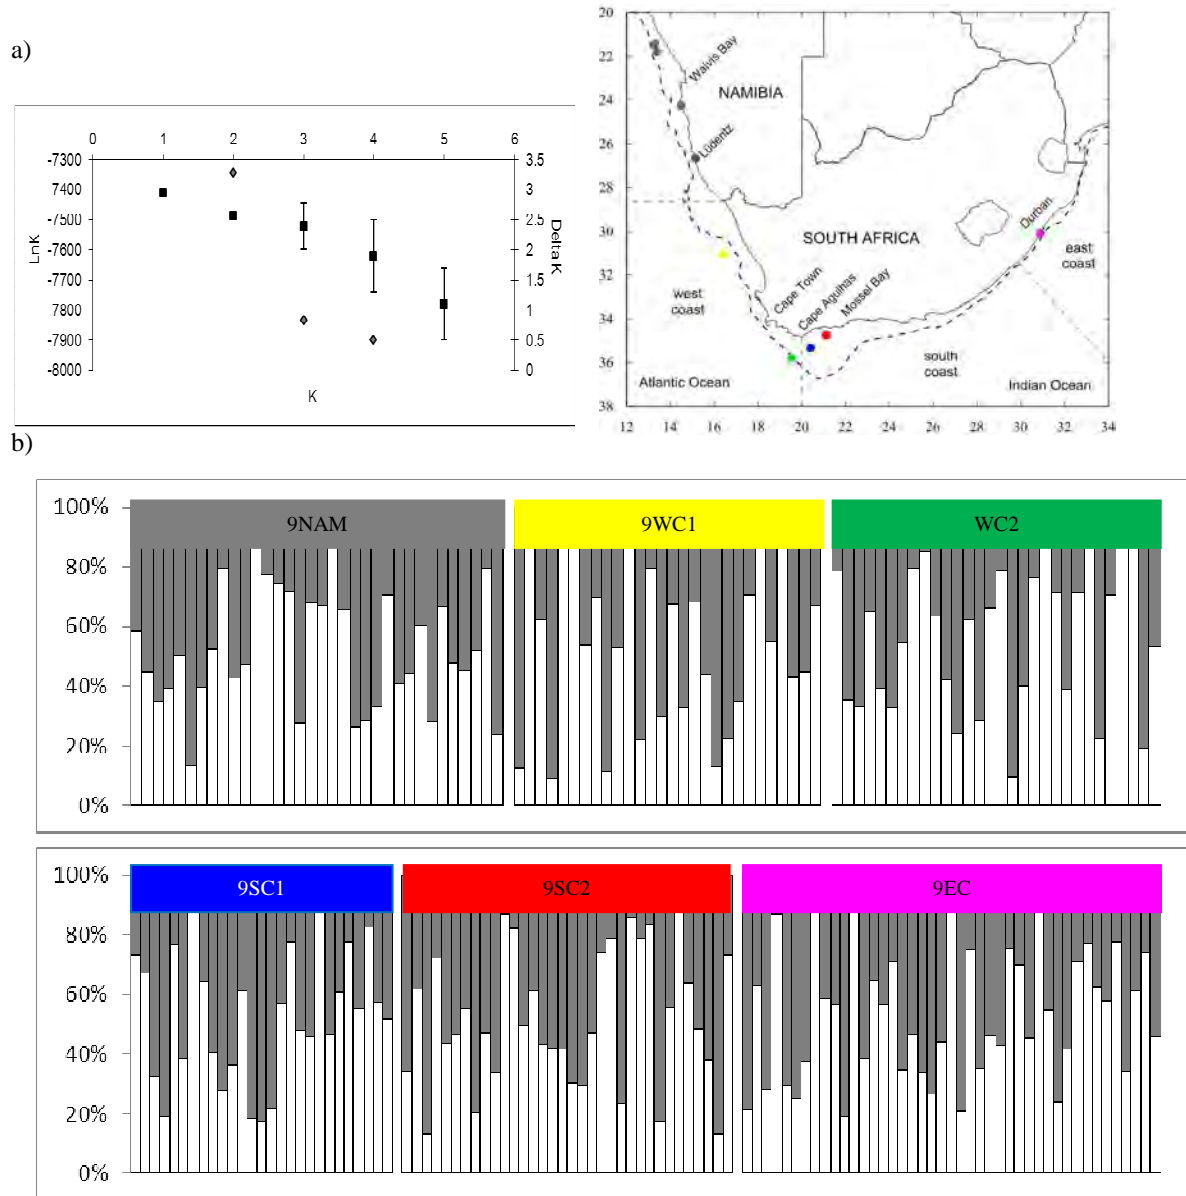 a)
0 1 2 3 4 5 6
-7300
-7400
-7500
-7600
-7700
-7800
-7900
-8000
LnK
3.5
3
2.5
2
1.5
1
0.5
0
Delta K
K
20
22
24
26
28
30
32
34
36
38
12 14 16 18 20 22 24 26 28 30 32 34
Walvis Bay
NAMIBIA
Lüdentz
Durban
SOUTH AFRICA
east
coast
west
coast
Cape Town
Cape Agulhas
Mossel Bay
south
coast
Atlantic Ocean
Indian Ocean
b)
100%
80%
60%
40%
20%
0%
9NAM
9WC1
WC2
100%
80%
60%
40%
20%
0%
9SC1
9SC2
9EC